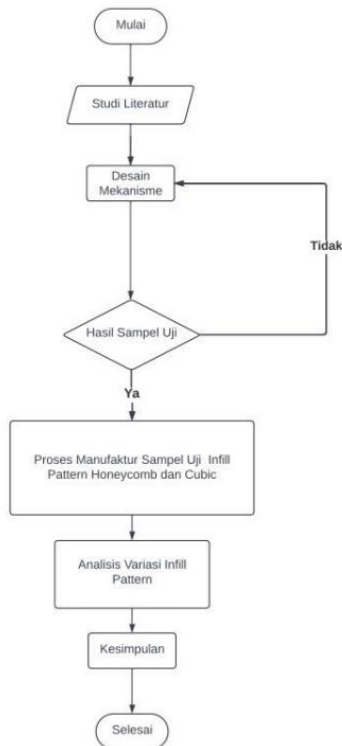 Mulai
Studi Literatur
Desain
Mekanisme
Tidak
Hasil Sampel Uji
Ya
Proses Manufaktur Sampel Uji Infill
Pattern Honeycomb dan Cubic
Analisis Variasi Infill
Pattern
Kesimpulan
Selesai